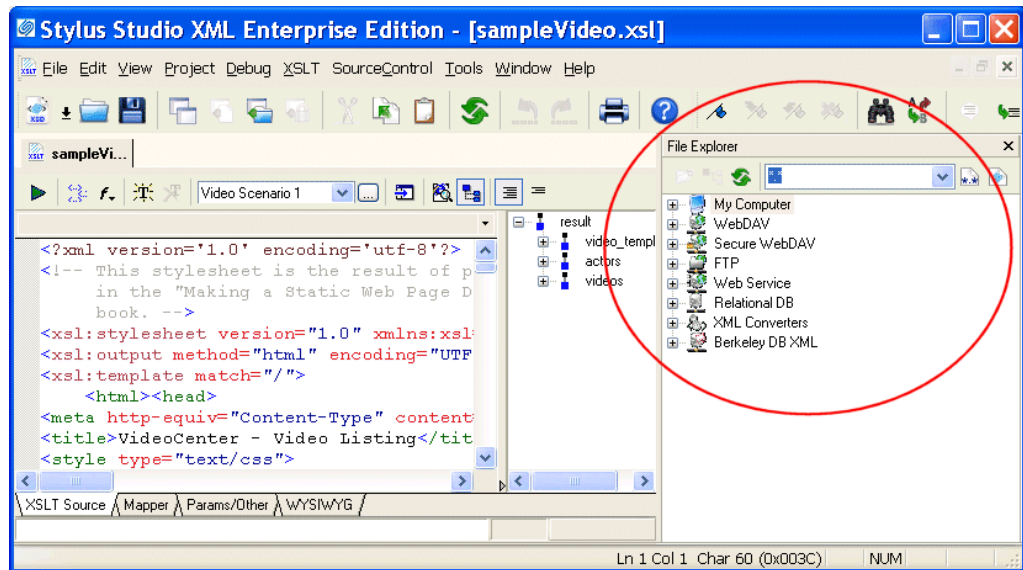 Stylus Studio XML Enterprise Edition - [sampleVideo.xsl]
File Edit View Project Debug XSLT SourceControl Tools Window Help
sampleVi...
Video Scenario 1
<?xml version='1.0' encoding='utf-8'?>
<!-- This stylesheet is the result of p
in the "Making a Static Web Page D
book. -->
<xsl:stylesheet version="1.0" xmlns:xsl
<xsl:output method="html" encoding="UTF
<xsl:template match="/">
<html><head>
<meta http-equiv="Content-Type" content
<title>VideoCenter - Video Listing</tit
<style type="text/css">
XSLT Source
Mapper
Params/Other
WYSIWYG
result
video_templ
actors
videos
File Explorer
*.*
My Computer
WebDAV
Secure WebDAV
FTP
Web Service
Relational DB
XML Converters
Berkeley DB XML
Ln 1 Col 1 Char 60 (0x003C)
NUM